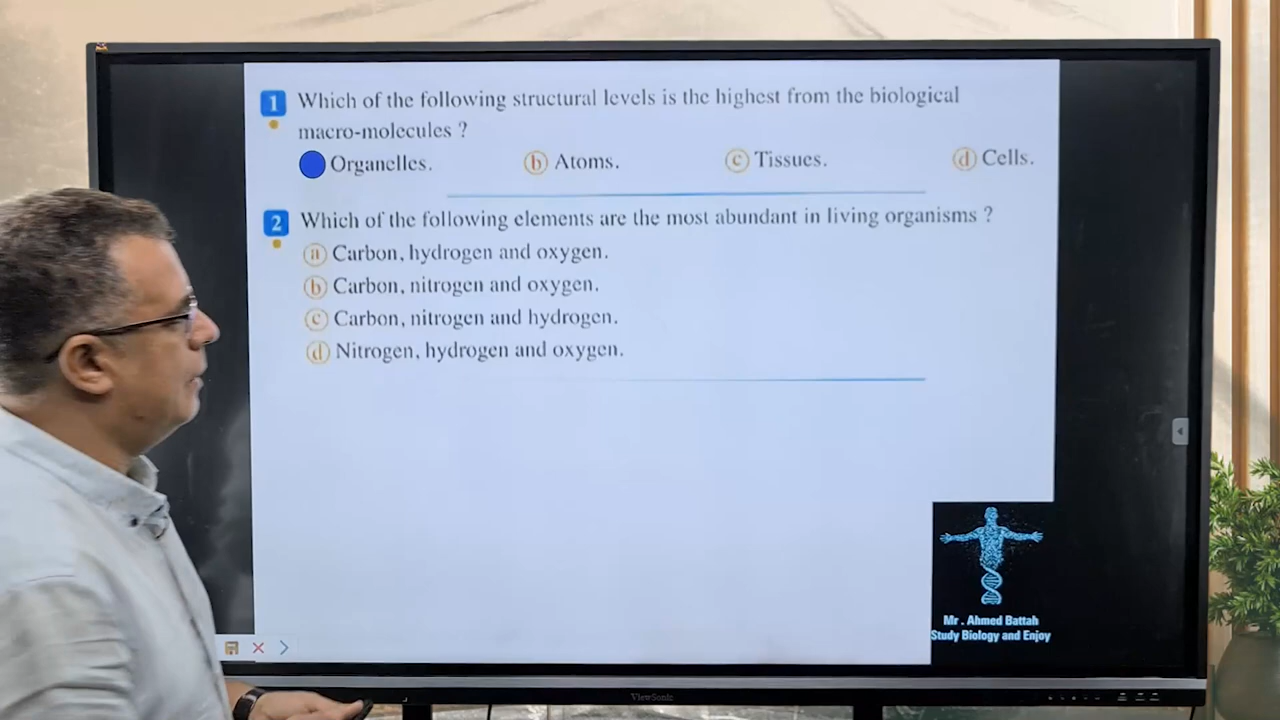 1 Which of the following structural levels is the highest from the biological
macro-molecules ?
Organelles. b Atoms. c Tissues. d Cells.
2 Which of the following elements are the most abundant in living organisms ?
a Carbon, hydrogen and oxygen.
b Carbon, nitrogen and oxygen.
c Carbon, nitrogen and hydrogen.
d Nitrogen, hydrogen and oxygen.
Mr . Ahmed Battah
Study Biology and Enjoy
ViewSonic